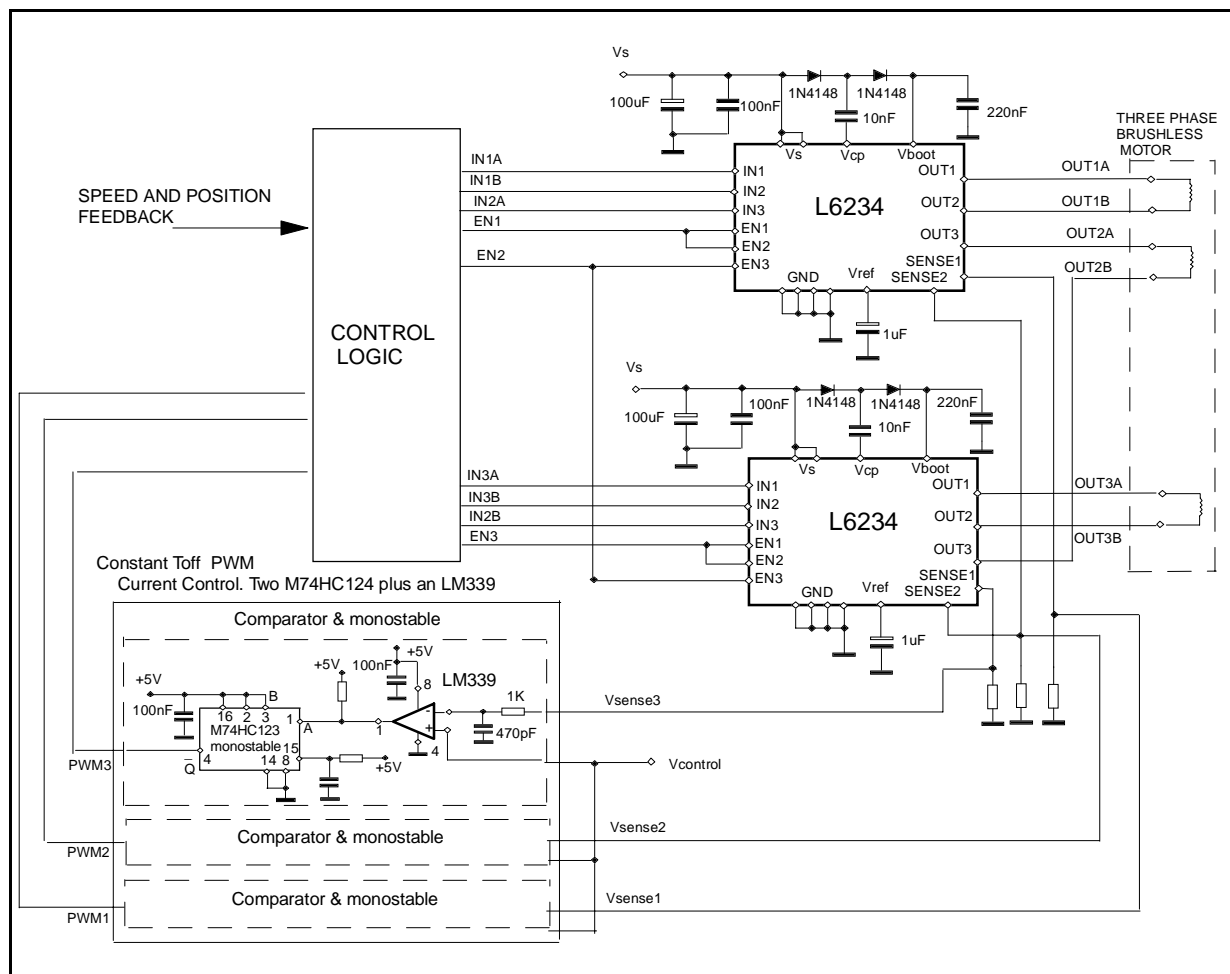 Vs
100uF
100nF
1N4148
1N4148
10nF
220nF
THREE PHASE
BRUSHLESS
MOTOR
Vs
Vcp
Vboot
IN1A
IN1B
IN2A
EN1
EN2
IN1
IN2
IN3
EN1
EN2
EN3
L6234
OUT1
OUT2
OUT3
SENSE1
SENSE2
GND
Vref
1uF
OUT1A
OUT1B
OUT2A
OUT2B
SPEED AND POSITION
FEEDBACK
CONTROL
LOGIC
Vs
100uF
100nF
1N4148
1N4148
10nF
220nF
Vs
Vcp
Vboot
IN3A
IN3B
IN2B
EN3
IN1
IN2
IN3
EN1
EN2
EN3
L6234
OUT1
OUT2
OUT3
SENSE1
SENSE2
GND
Vref
1uF
OUT3A
OUT3B
Constant Toff PWM
Current Control. Two M74HC124 plus an LM339
Comparator & monostable
+5V
100nF
B
16
2
3
M74HC123
monostable
1
A
15
4
Q
14
8
+5V
+5V
100nF
+5V
8
LM339
-
+
1
4
1K
470pF
Vsense3
Vcontrol
PWM3
Comparator & monostable
Vsense2
PWM2
Comparator & monostable
Vsense1
PWM1